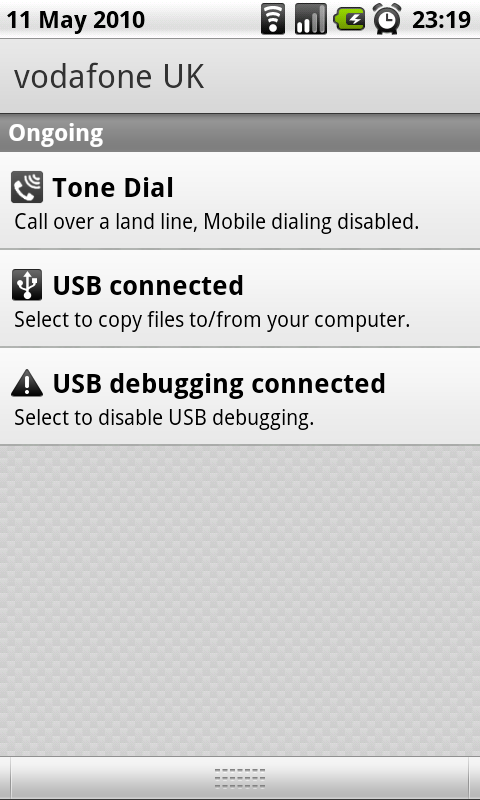 11 May 2010 23:19
vodafone UK
Ongoing
Tone Dial
Call over a land line, Mobile dialing disabled.
USB connected
Select to copy files to/from your computer.
USB debugging connected
Select to disable USB debugging.